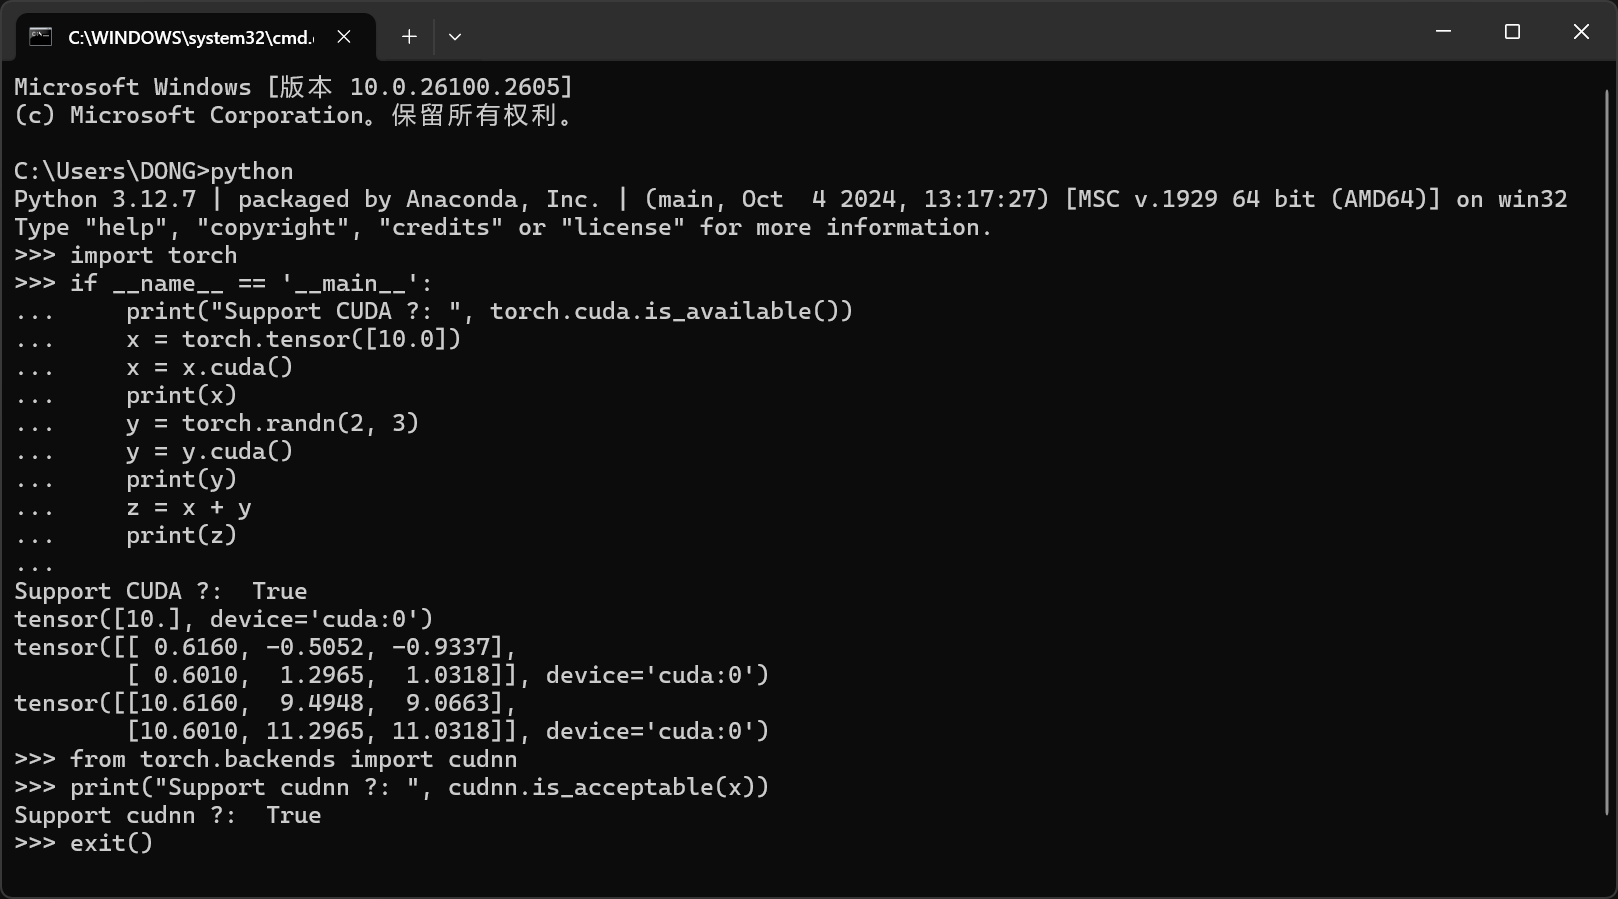 C:\WINDOWS\system32\cmd.
Microsoft Windows [版本 10.0.26100.2605]
(c) Microsoft Corporation。保留所有权利。
C:\Users\DONG>python
Python 3.12.7 | packaged by Anaconda, Inc. | (main, Oct  4 2024, 13:17:27) [MSC v.1929 64 bit (AMD64)] on win32
Type "help", "copyright", "credits" or "license" for more information.
>>> import torch
>>> if __name__ == '__main__':
...     print("Support CUDA ?: ", torch.cuda.is_available())
...     x = torch.tensor([10.0])
...     x = x.cuda()
...     print(x)
...     y = torch.randn(2, 3)
...     y = y.cuda()
...     print(y)
...     z = x + y
...     print(z)
...
Support CUDA ?:  True
tensor([10.], device='cuda:0')
tensor([[ 0.6160, -0.5052, -0.9337],
        [ 0.6010,  1.2965,  1.0318]], device='cuda:0')
tensor([[10.6160,  9.4948,  9.0663],
        [10.6010, 11.2965, 11.0318]], device='cuda:0')
>>> from torch.backends import cudnn
>>> print("Support cudnn ?: ", cudnn.is_acceptable(x))
Support cudnn ?:  True
>>> exit()